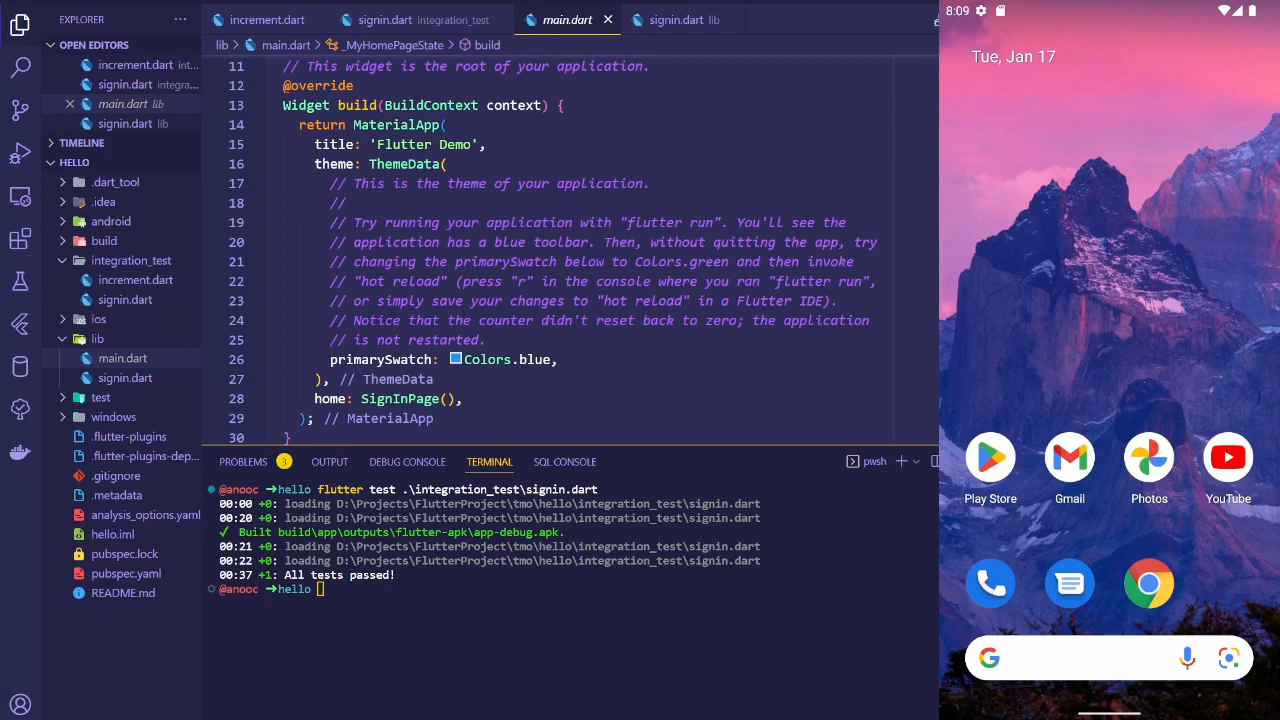 EXPLORER
OPEN EDITORS
increment.dart int...
signin.dart integra...
main.dart lib
signin.dart lib
TIMELINE
HELLO
.dart_tool
.idea
android
build
integration_test
increment.dart
signin.dart
ios
lib
main.dart
signin.dart
test
windows
.flutter-plugins
.flutter-plugins-dep...
.gitignore
.metadata
analysis_options.yaml
hello.iml
pubspec.lock
pubspec.yaml
README.md
increment.dart
signin.dart integration_test
main.dart
signin.dart lib
lib > main.dart > _MyHomePageState > build
11 // This widget is the root of your application.
12 @override
13 Widget build(BuildContext context) {
14 return MaterialApp(
15 title: 'Flutter Demo',
16 theme: ThemeData(
17 // This is the theme of your application.
18 //
19 // Try running your application with "flutter run". You'll see the
20 // application has a blue toolbar. Then, without quitting the app, try
21 // changing the primarySwatch below to Colors.green and then invoke
22 // "hot reload" (press "r" in the console where you ran "flutter run",
23 // or simply save your changes to "hot reload" in a Flutter IDE).
24 // Notice that the counter didn't reset back to zero; the application
25 // is not restarted.
26 primarySwatch: Colors.blue,
27 ), // ThemeData
28 home: SignInPage(),
29 ); // MaterialApp
30 }
PROBLEMS 3 OUTPUT DEBUG CONSOLE TERMINAL SQL CONSOLE pwsh
@anooc ➜hello flutter test .\integration_test\signin.dart
00:00 +0: loading D:\Projects\FlutterProject\tmo\hello\integration_test\signin.dart
00:20 +0: loading D:\Projects\FlutterProject\tmo\hello\integration_test\signin.dart
✓ Built build\app\outputs\flutter-apk\app-debug.apk.
00:21 +0: loading D:\Projects\FlutterProject\tmo\hello\integration_test\signin.dart
00:22 +0: loading D:\Projects\FlutterProject\tmo\hello\integration_test\signin.dart
00:37 +1: All tests passed!
@anooc ➜hello
8:09
Tue, Jan 17
Play Store
Gmail
Photos
YouTube